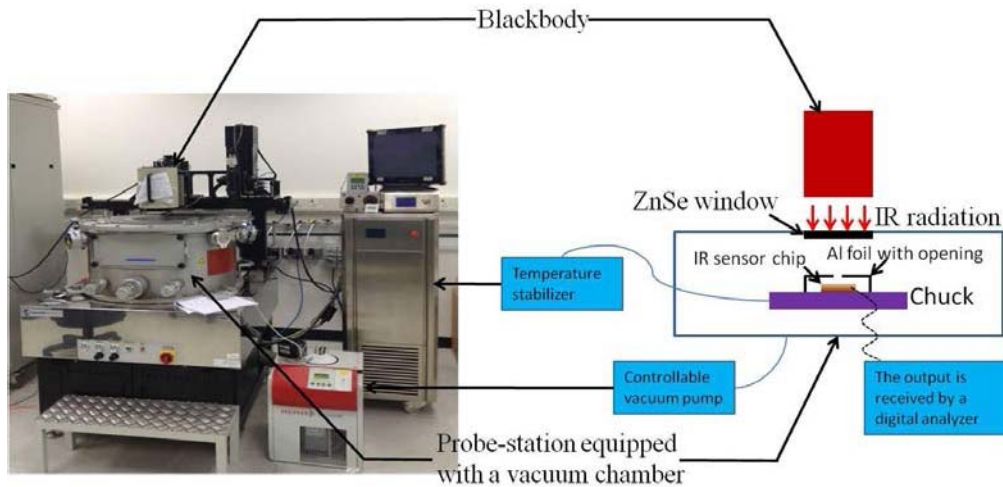 Blackbody
ZnSe window
IR radiation
Al foil with opening
IR sensor chip
Temperature
stabilizer
Chuck
Controllable
vacuum pump
The output is
received by a
digital analyzer
Probe-station equipped
with a vacuum chamber